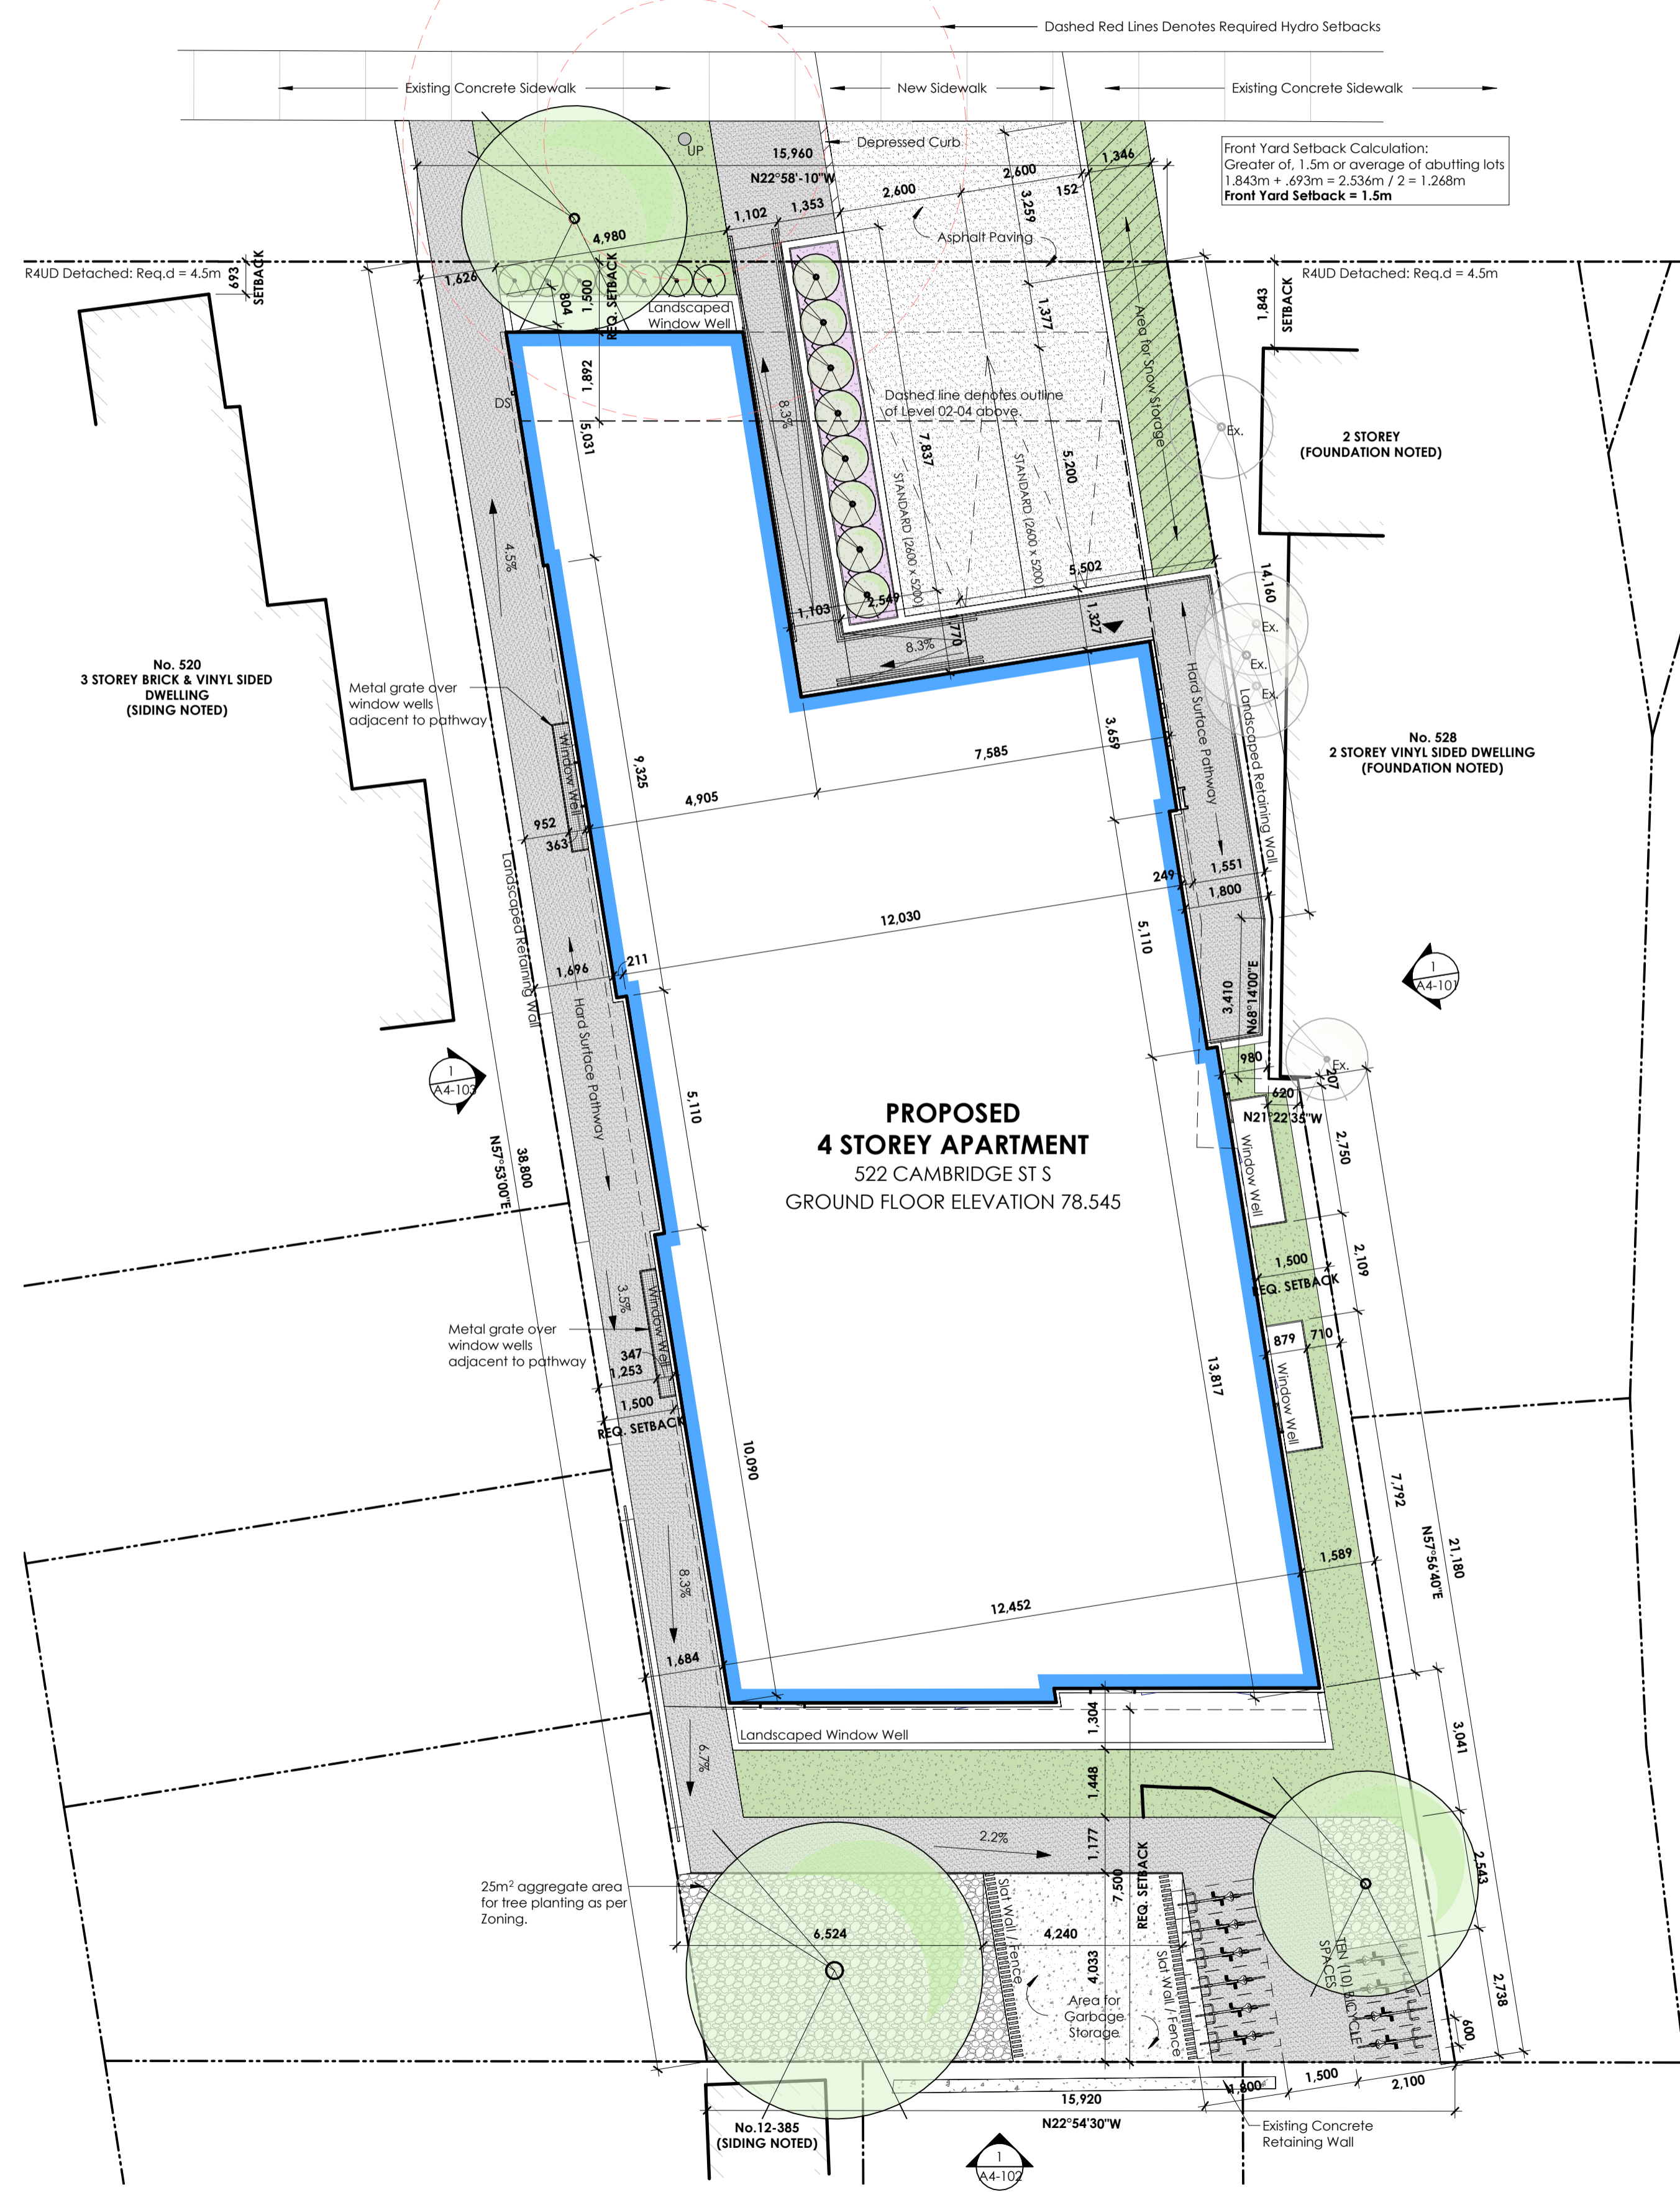 Dashed Red Lines Denotes Required Hydro Setbacks
Existing Concrete Sidewalk
New Sidewalk
Existing Concrete Sidewalk
UP
15,960
N22°58'-10"W
Depressed Curb
1,346
2,600
2,600
152
3,259
1,102
1,353
4,980
Asphalt Paving
Front Yard Setback Calculation:
Greater of, 1.5m or average of abutting lots
1.843m + .693m = 2.536m / 2 = 1.268m
Front Yard Setback = 1.5m
R4UD Detached: Req.d = 4.5m
693
SETBACK
1,626
804
1,500
REQ. SETBACK
Landscaped
Window Well
1,377
R4UD Detached: Req.d = 4.5m
1,843
SETBACK
Area for Snow Storage
1,892
DS
5,031
8.3%
Dashed line denotes outline
of Level 02-04 above.
7,837
5,200
STANDARD (2600 x 5200)
STANDARD (2600 x 5200)
Ex.
2 STOREY
(FOUNDATION NOTED)
4.5%
5,502
1,103
2,549
1,327
770
8.3%
14,160
Ex.
Ex.
Ex.
No. 520
3 STOREY BRICK & VINYL SIDED
DWELLING
(SIDING NOTED)
Metal grate over
window wells
adjacent to pathway
Window Well
Hard Surface Pathway
Landscaped Retaining Wall
No. 528
2 STOREY VINYL SIDED DWELLING
(FOUNDATION NOTED)
9,325
3,659
7,585
4,905
952
363
Landscaped Retaining Wall
249
1,551
1,800
12,030
5,110
1,696
211
Hard Surface Pathway
3,410
N68°14'00"E
1
A4-101
1
A4-103
980
Ex.
207
620
N21°22'35"W
5,110
PROPOSED
4 STOREY APARTMENT
522 CAMBRIDGE ST S
GROUND FLOOR ELEVATION 78.545
38,800
N57°53'00"E
Window Well
2,750
2,109
1,500
REQ. SETBACK
3.5%
Window Well
Metal grate over
window wells
adjacent to pathway
347
1,253
1,500
REQ. SETBACK
879
710
Window Well
13,817
10,090
7,792
N57°56'40"E
21,180
1,589
8.3%
12,452
1,684
1,304
Landscaped Window Well
6.7%
3,041
1,448
2.2%
1,177
7,500
REQ. SETBACK
25m² aggregate area
for tree planting as per
Zoning.
6,524
Slat Wall / Fence
4,240
4,033
Area for
Garbage
Storage
Slat Wall / Fence
TEN (10) BICYCLE
SPACES
2,543
2,738
600
1,800
1,500
2,100
15,920
N22°54'30"W
No.12-385
(SIDING NOTED)
Existing Concrete
Retaining Wall
1
A4-102